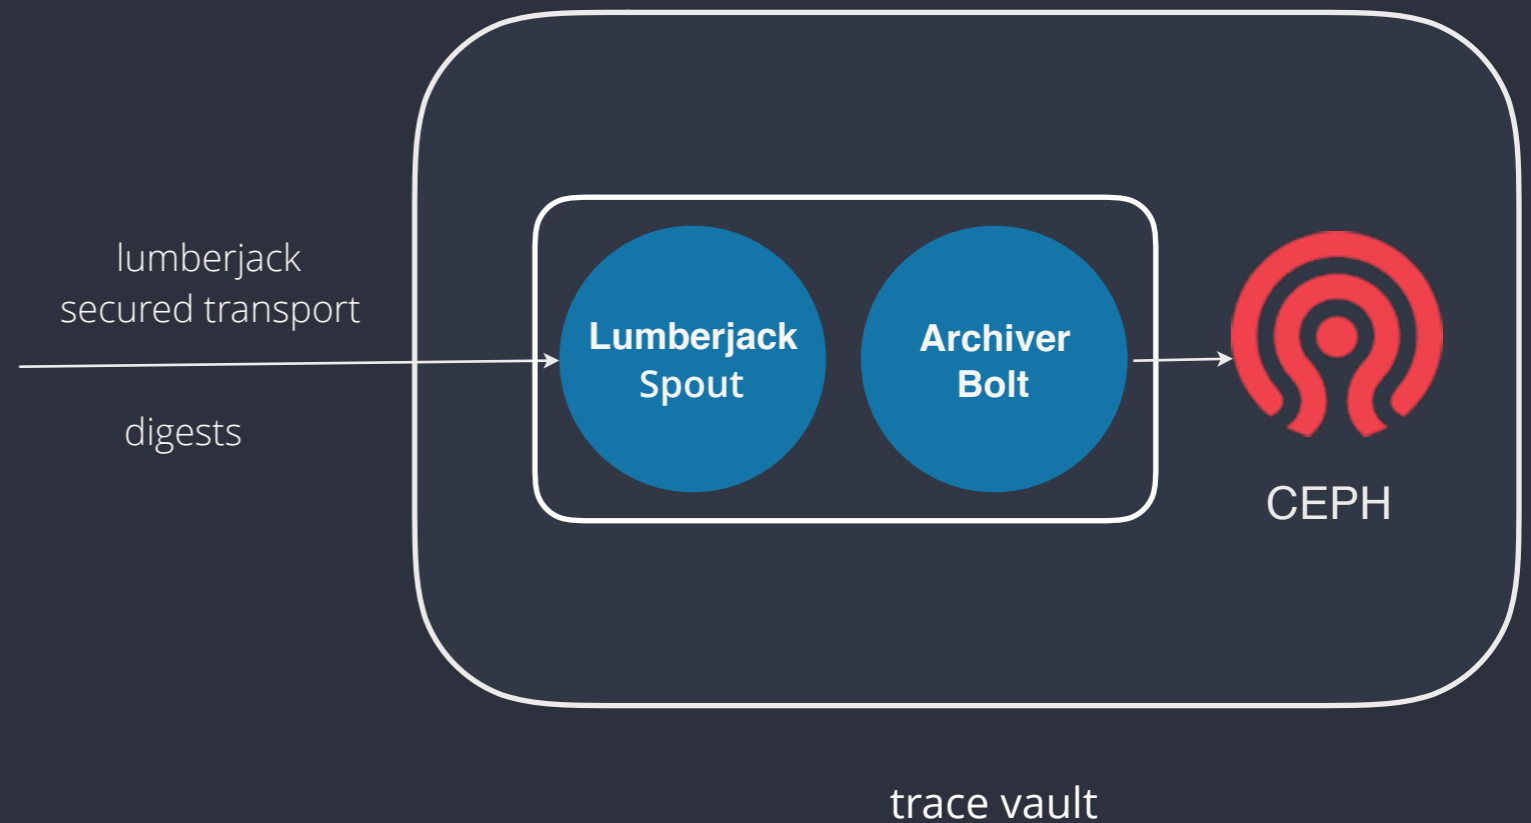 lumberjack
secured transport
digests
Lumberjack
Spout
Archiver
Bolt
CEPH
trace vault